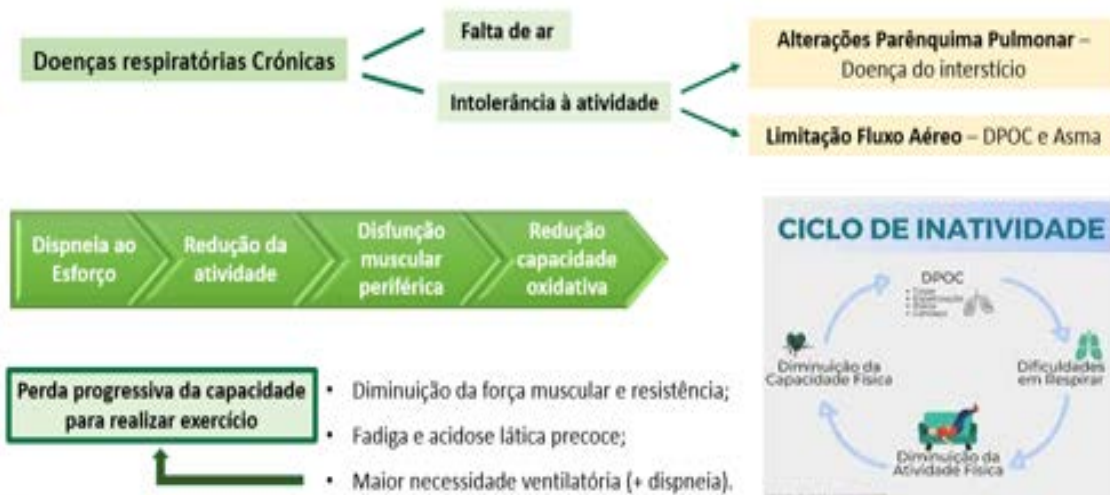 Doenças respiratórias Crónicas
Falta de ar
Intolerância à atividade
Alterações Parênquima Pulmonar –
Doença do interstício
Limitação Fluxo Aéreo – DPOC e Asma
Dispneia ao
Esforço
Redução da
atividade
Disfunção
muscular
periférica
Redução
capacidade
oxidativa
Perda progressiva da capacidade
para realizar exercício
• Diminuição da força muscular e resistência;
• Fadiga e acidose lática precoce;
• Maior necessidade ventilatória (+ dispneia).
CICLO DE INATIVIDADE
DPOC
Dificuldades
em Respirar
Diminuição da
Atividade Física
Diminuição da
Capacidade Física